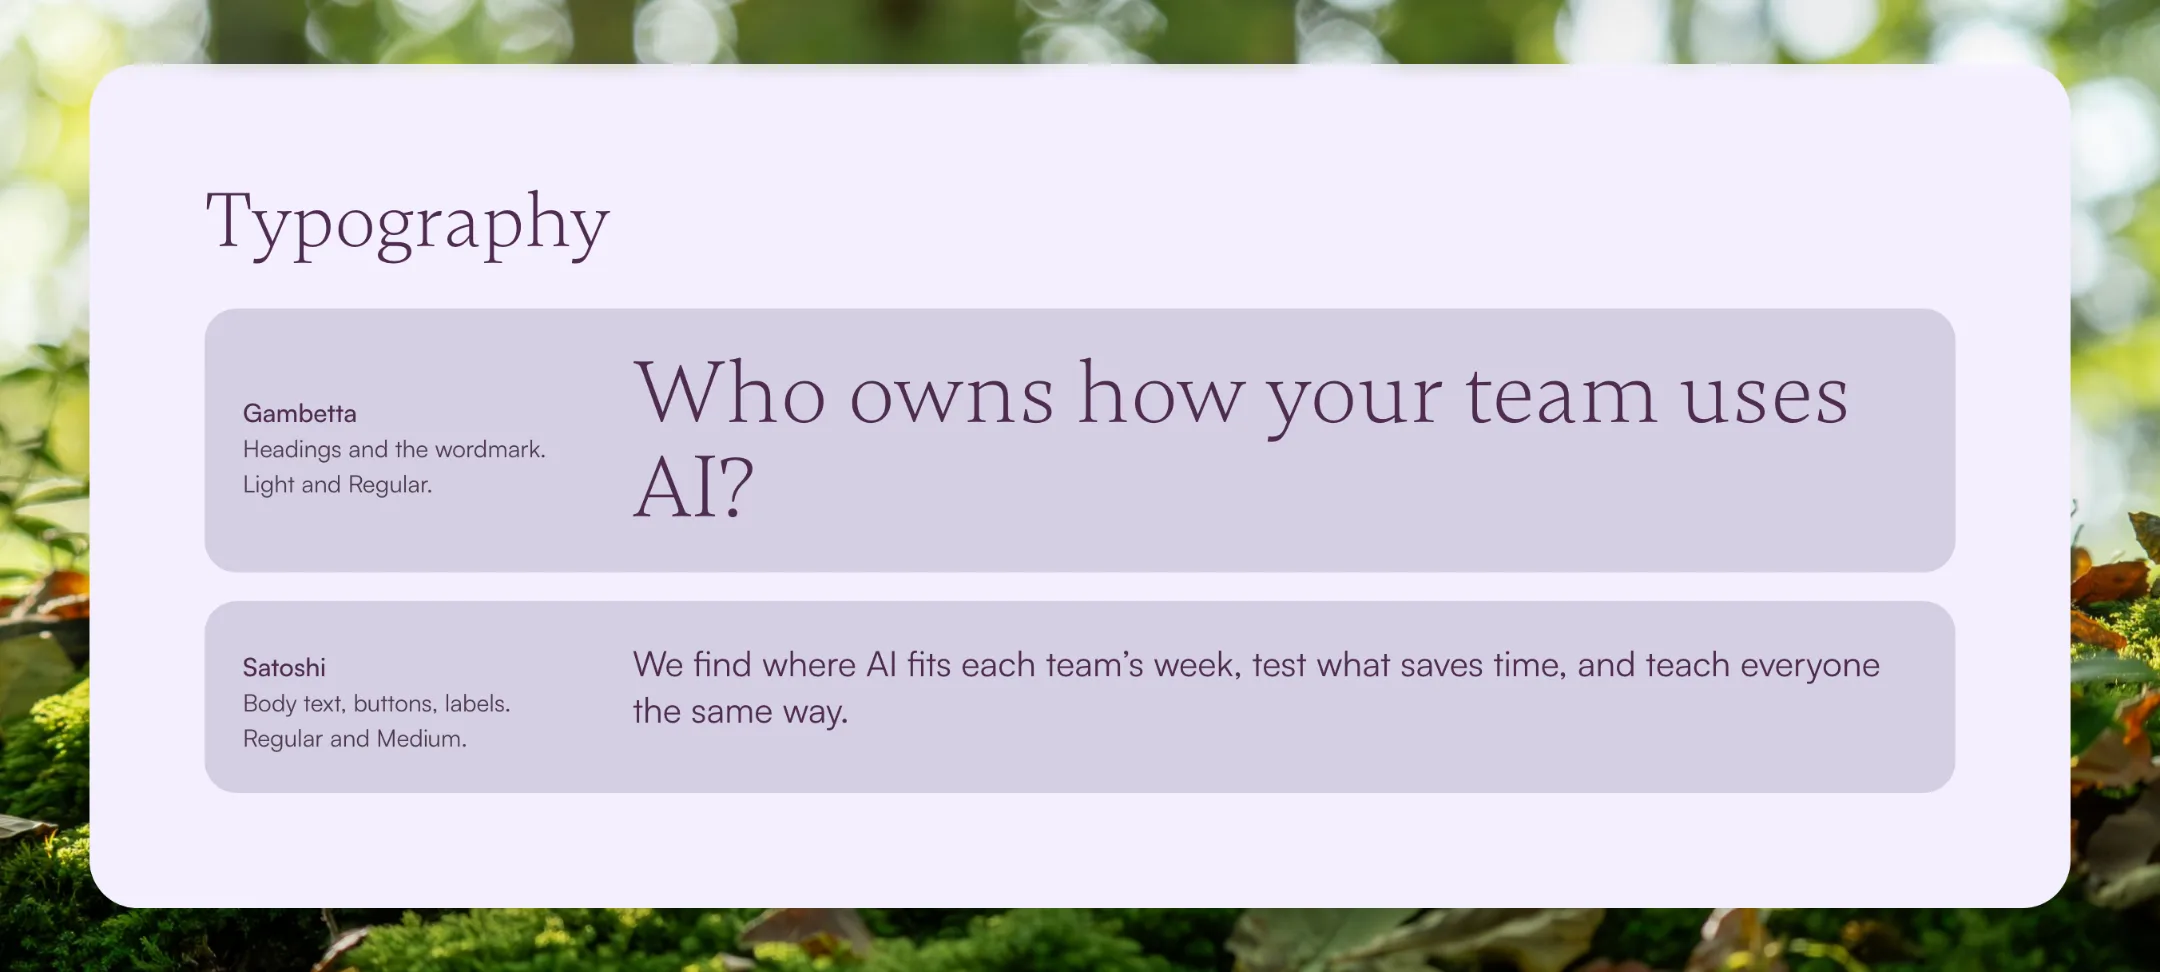 Typography
Gambetta
Headings and the wordmark.
Light and Regular.
Who owns how your team uses
AI?
Satoshi
Body text, buttons, labels.
Regular and Medium.
We find where AI fits each team’s week, test what saves time, and teach everyone
the same way.